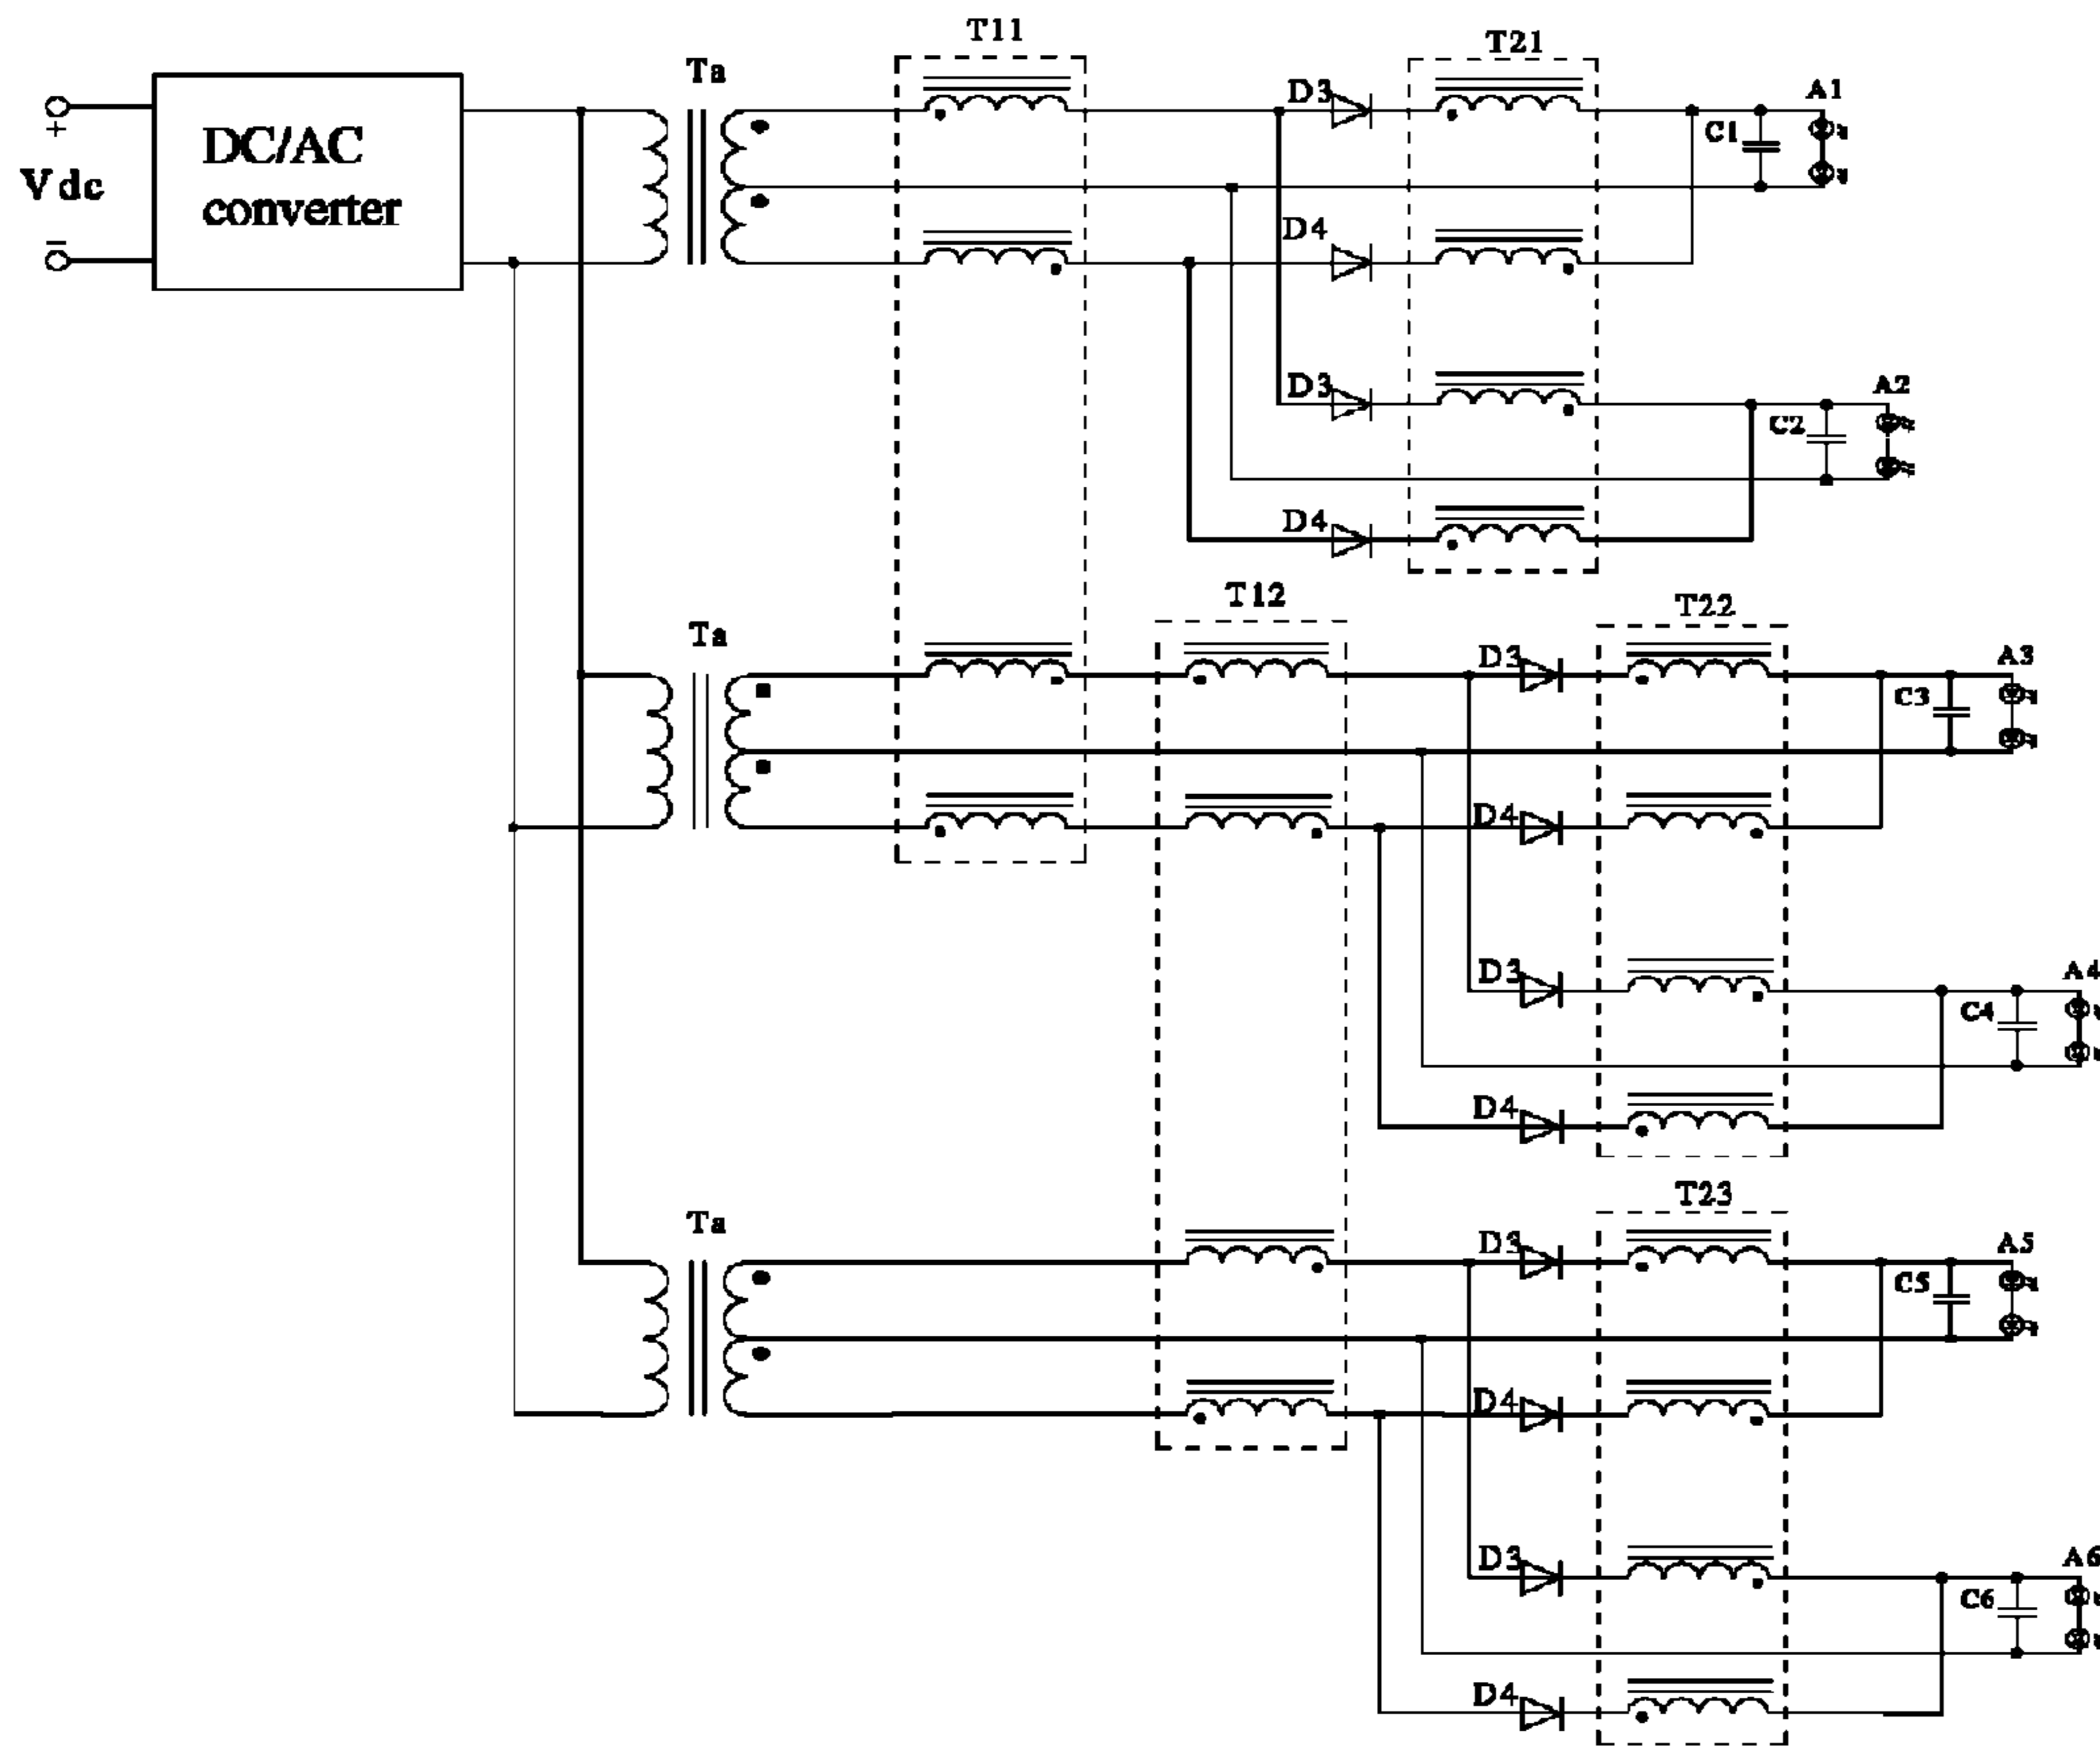 T11
T21
Ta
D3
A1
+
DC/AC
converter
C1
Vdc
−
D4
D3
A2
C2
D4
T12
T22
Ta
D3
A3
C3
D4
D3
A4
C4
D4
T23
Ta
D3
A5
C5
D4
D3
A6
C6
D4